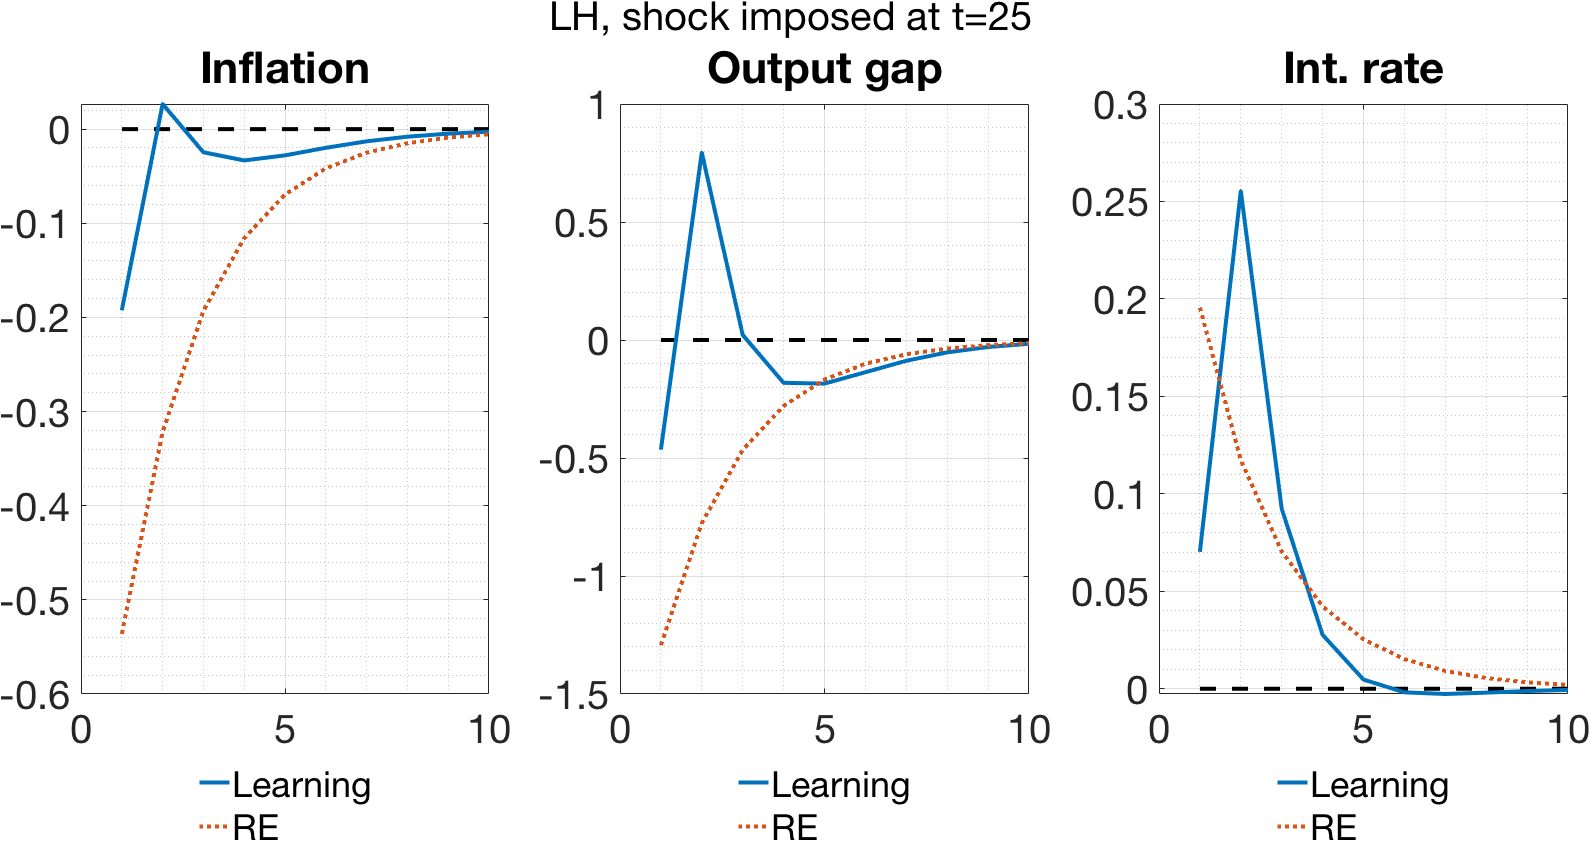 LH, shock imposed at t=25
Inflation
0
-0.1
-0.2
-0.3
-0.4
-0.5
-0.6
0 5 10
Learning
RE
Output gap
1
0.5
0
-0.5
-1
-1.5
0 5 10
Learning
RE
Int. rate
0.3
0.25
0.2
0.15
0.1
0.05
0
0 5 10
Learning
RE